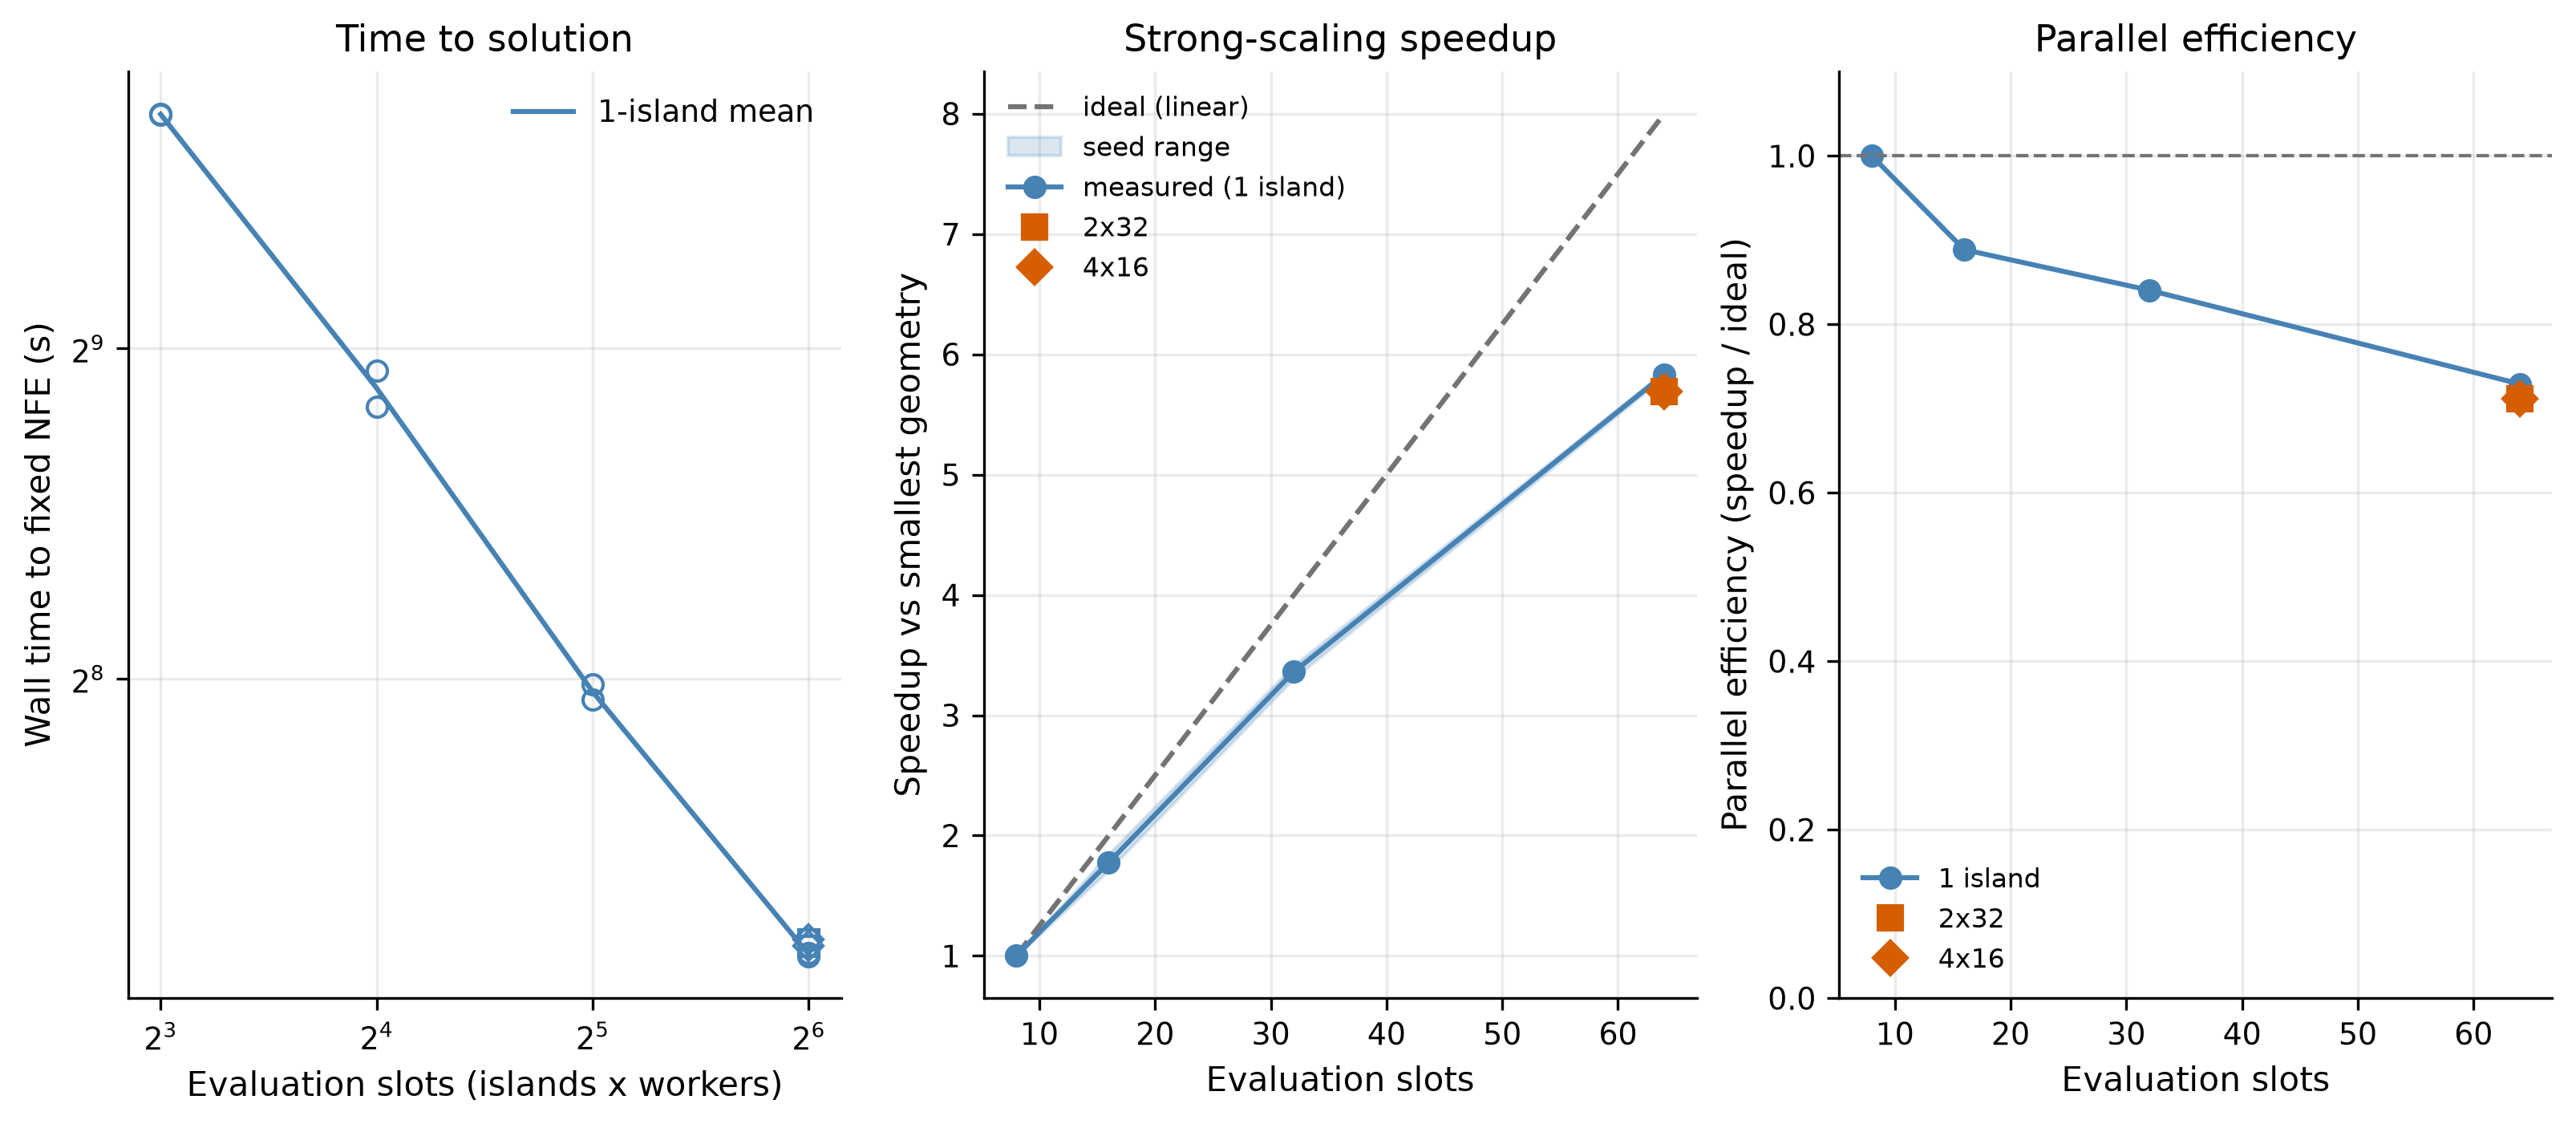 Time to solution
1-island mean
Wall time to fixed NFE (s)
2⁹
2⁸
2³ 2⁴ 2⁵ 2⁶
Evaluation slots (islands x workers)
Strong-scaling speedup
ideal (linear)
seed range
measured (1 island)
2x32
4x16
Speedup vs smallest geometry
8
7
6
5
4
3
2
1
10 20 30 40 50 60
Evaluation slots
Parallel efficiency
Parallel efficiency (speedup / ideal)
1.0
0.8
0.6
0.4
0.2
0.0
1 island
2x32
4x16
10 20 30 40 50 60
Evaluation slots